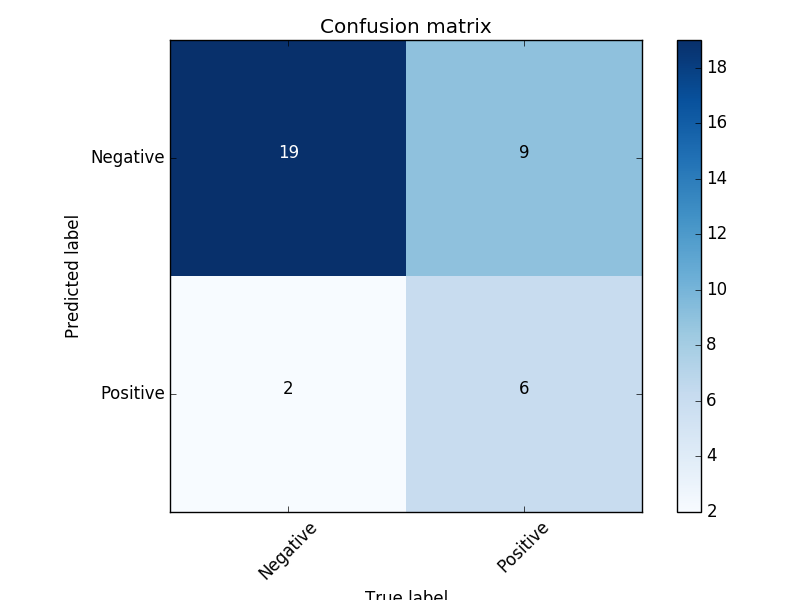 Confusion matrix
Predicted label
Negative
19
9
Positive
2
6
Negative
Positive
True label
18
16
14
12
10
8
6
4
2